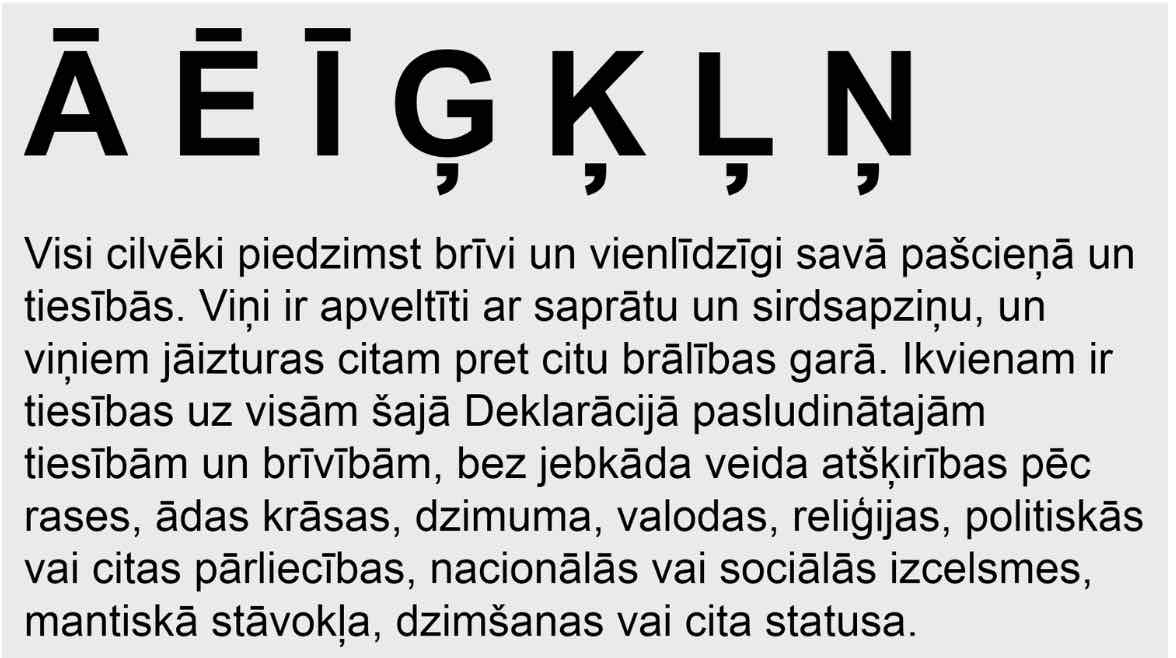 Ā Ē Ī Ģ Ķ Ļ Ņ
Visi cilvēki piedzimst brīvi un vienlīdzīgi savā pašcieņā un
tiesībās. Viņi ir apveltīti ar saprātu un sirdsapziņu, un
viņiem jāizturas citam pret citu brālības garā. Ikvienam ir
tiesības uz visām šajā Deklarācijā pasludinātajām
tiesībām un brīvībām, bez jebkāda veida atšķirības pēc
rases, ādas krāsas, dzimuma, valodas, reliģijas, politiskās
vai citas pārliecības, nacionālās vai sociālās izcelsmes,
mantiskā stāvokļa, dzimšanas vai cita statusa.